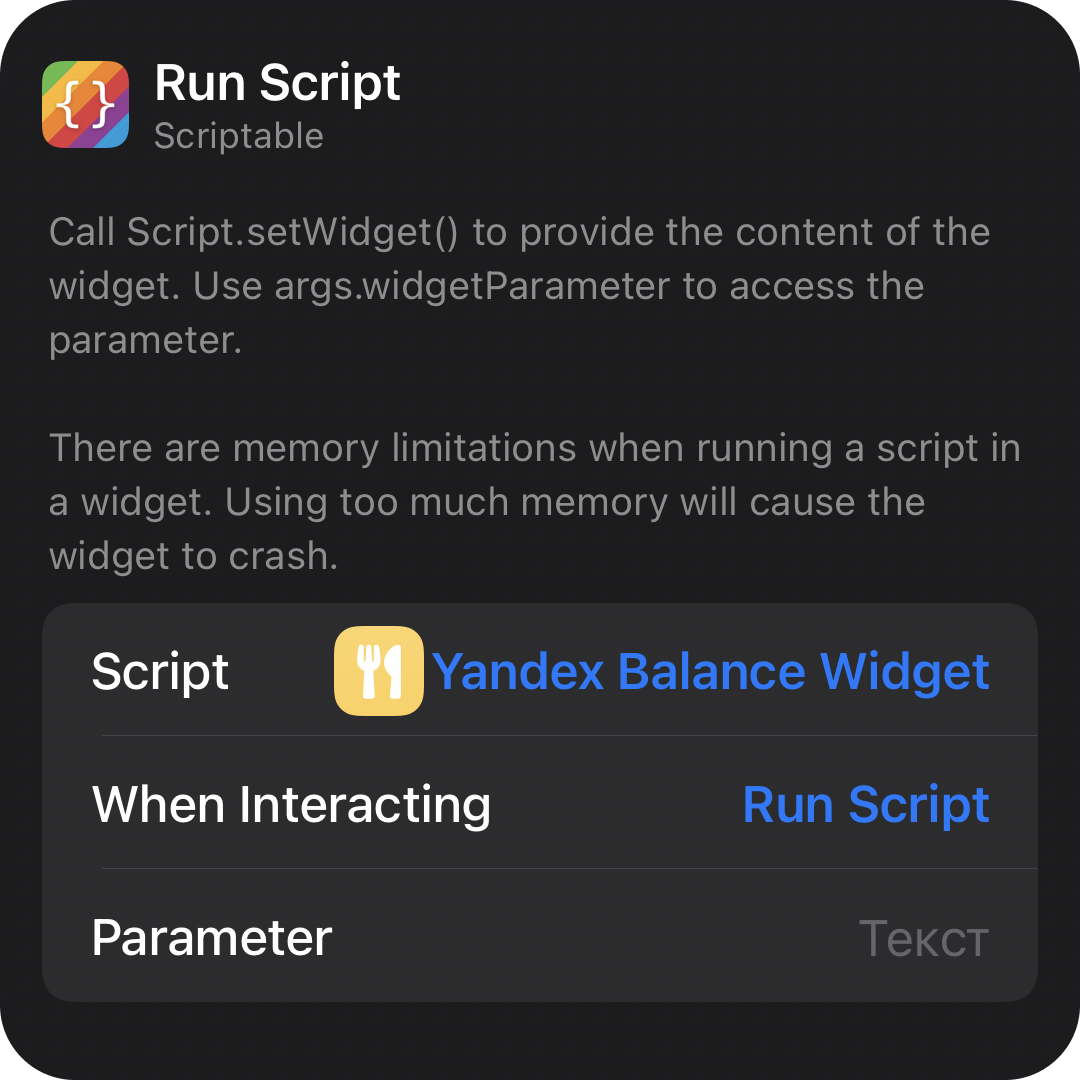 { }
Run Script
Scriptable
Call Script.setWidget() to provide the content of the
widget. Use args.widgetParameter to access the
parameter.
There are memory limitations when running a script in
a widget. Using too much memory will cause the
widget to crash.
Script Yandex Balance Widget
When Interacting Run Script
Parameter Текст